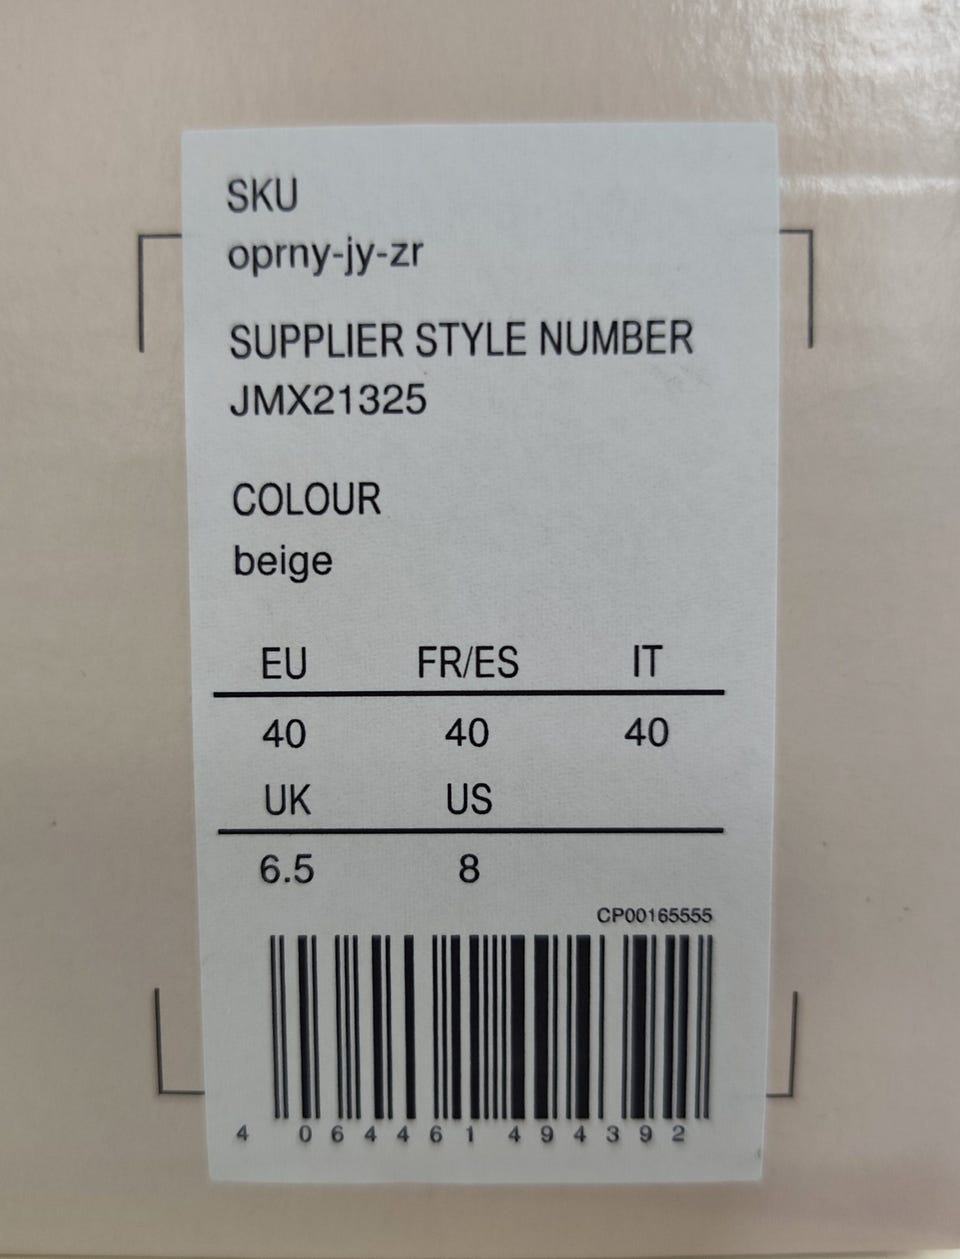 SKU
oprny-jy-zr
SUPPLIER STYLE NUMBER
JMX21325
COLOUR
beige
EU FR/ES IT
40 40 40
UK US
6.5 8
CP00165555
4 064461 494392